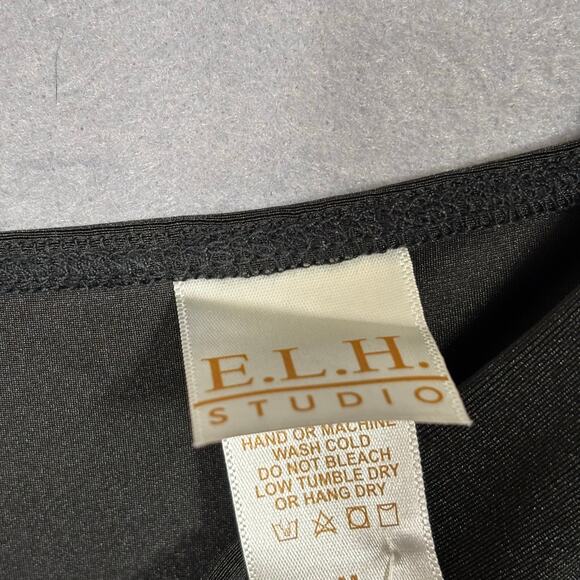 E.L.H.
STUDIO
HAND OR MACHINE
WASH COLD
DO NOT BLEACH
LOW TUMBLE DRY
OR HANG DRY